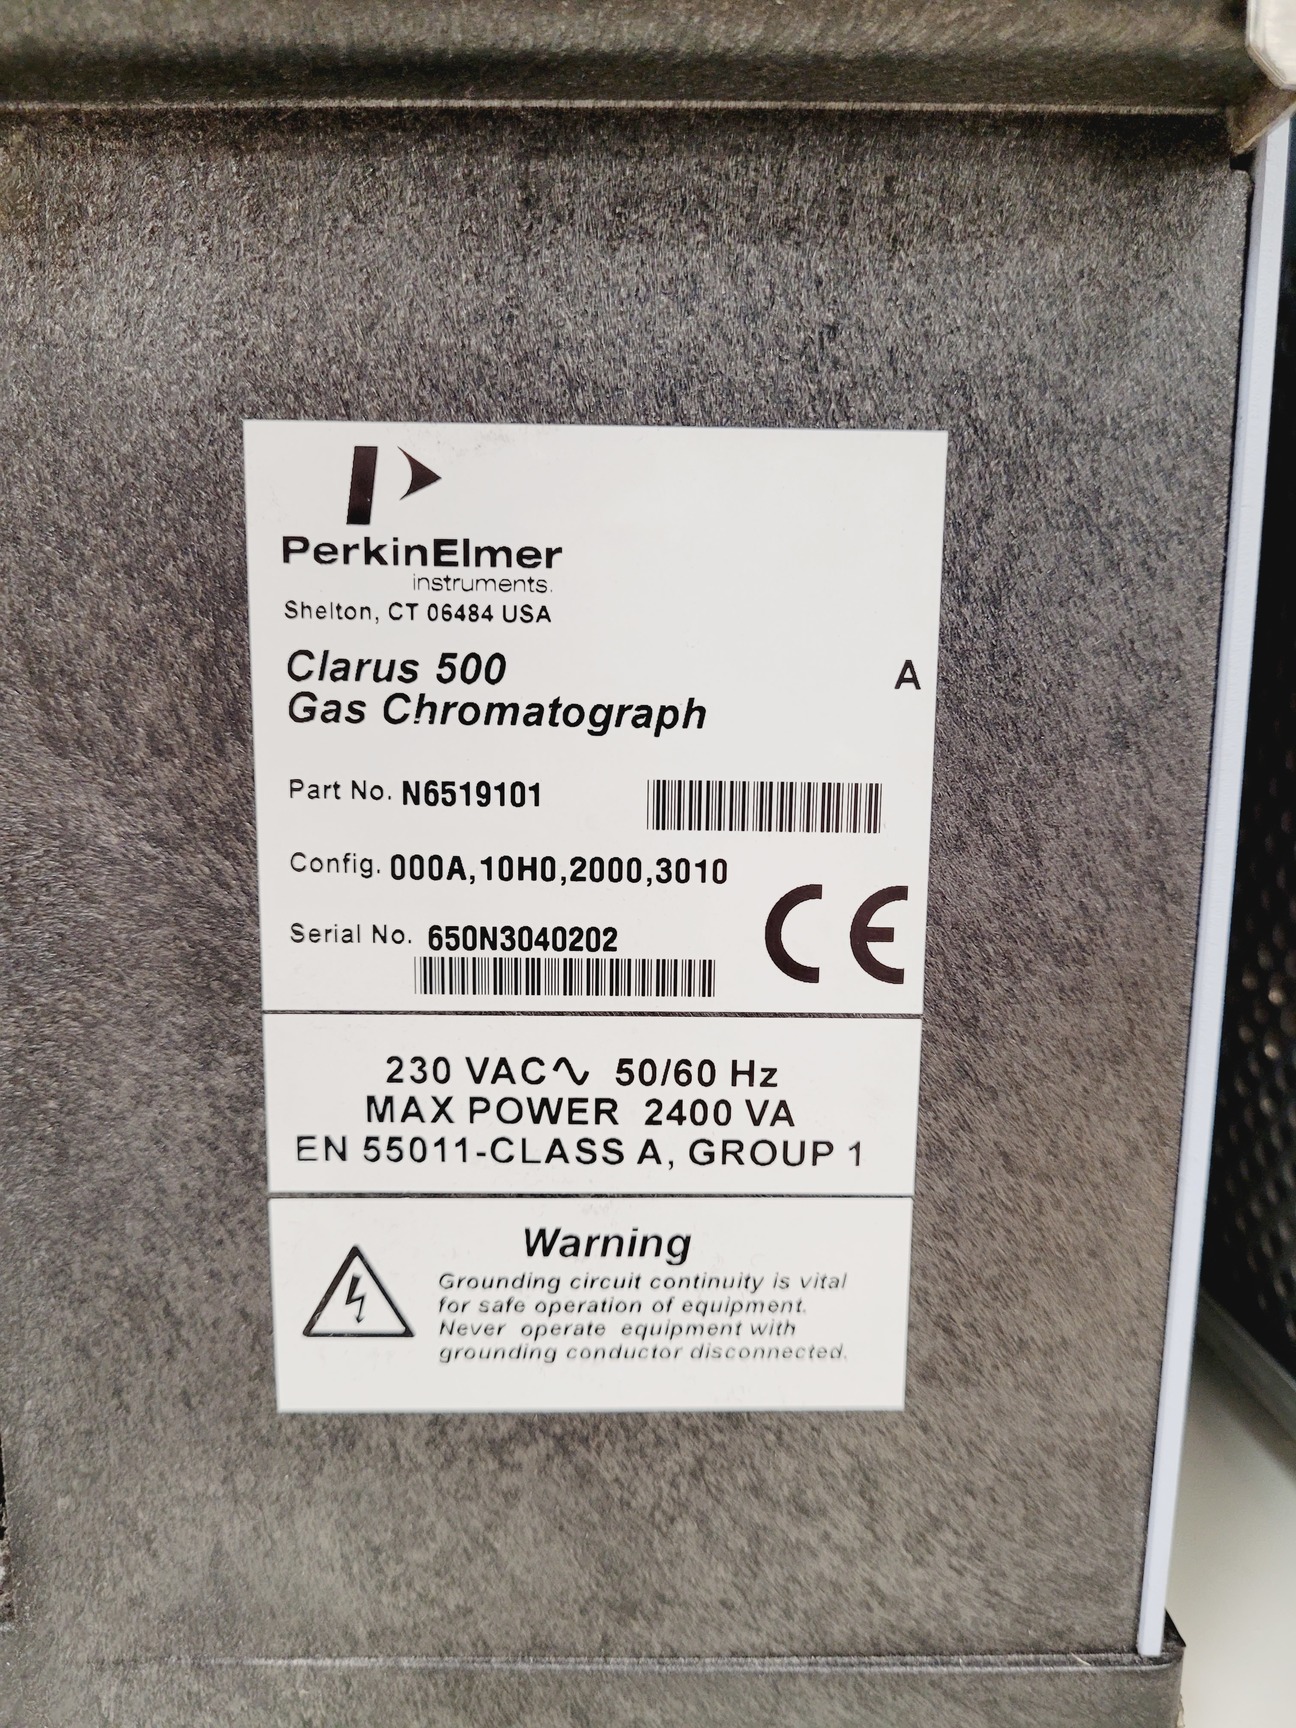 PerkinElmer
instruments.
Shelton, CT 06484 USA
Clarus 500
A
Gas Chromatograph
Part No. N6519101
Config. 000A,10H0,2000,3010
Serial No. 650N3040202
CE
230 VAC∿ 50/60 Hz
MAX POWER 2400 VA
EN 55011-CLASS A, GROUP 1
Warning
Grounding circuit continuity is vital
for safe operation of equipment.
Never operate equipment with
grounding conductor disconnected.